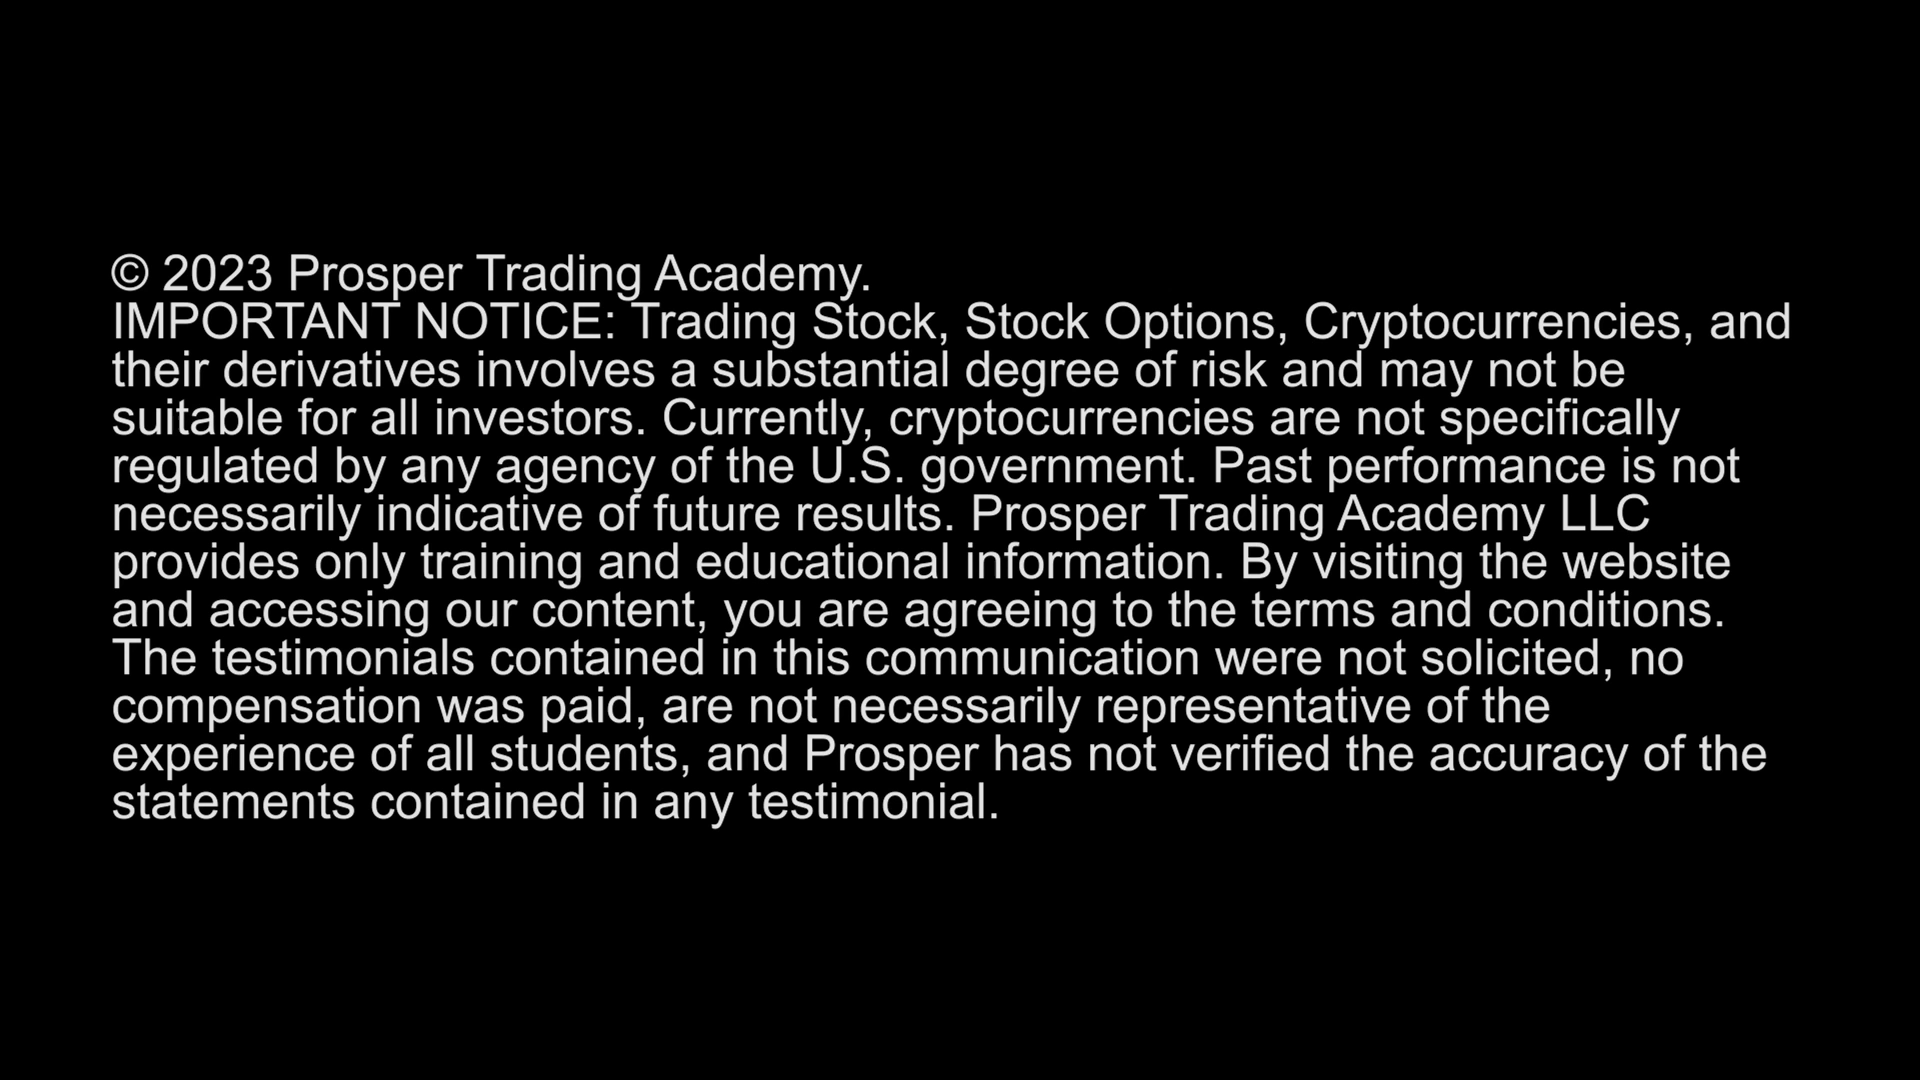 © 2023 Prosper Trading Academy.
IMPORTANT NOTICE: Trading Stock, Stock Options, Cryptocurrencies, and
their derivatives involves a substantial degree of risk and may not be
suitable for all investors. Currently, cryptocurrencies are not specifically
regulated by any agency of the U.S. government. Past performance is not
necessarily indicative of future results. Prosper Trading Academy LLC
provides only training and educational information. By visiting the website
and accessing our content, you are agreeing to the terms and conditions.
The testimonials contained in this communication were not solicited, no
compensation was paid, are not necessarily representative of the
experience of all students, and Prosper has not verified the accuracy of the
statements contained in any testimonial.